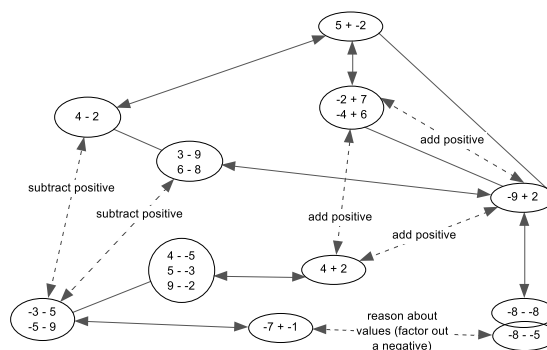 5 + -2
-2 + 7
-4 + 6
4 - 2
add positive
3 - 9
6 - 8
subtract positive
-9 + 2
subtract positive
add positive
add positive
4 - -5
5 - -3
9 - -2
4 + 2
-3 - 5
-5 - 9
-7 + -1
reason about
values (factor out
a negative)
-8 - -8
-8 - -5